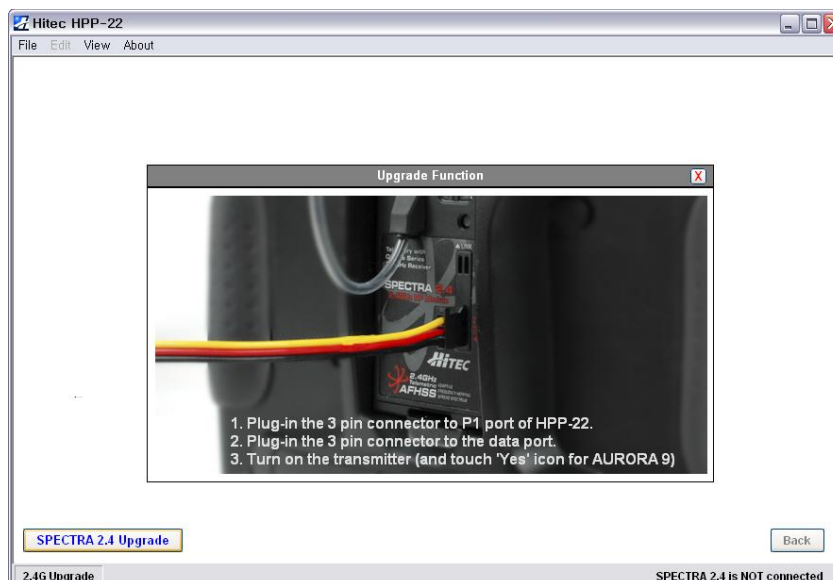 Hitec HPP-22
File Edit View About
Upgrade Function
X
Telemetry with
SPECTRA 2.4
HiTEC
2.4GHz
Telemetric
AFHSS
1. Plug-in the 3 pin connector to P1 port of HPP-22.
2. Plug-in the 3 pin connector to the data port.
3. Turn on the transmitter (and touch 'Yes' icon for AURORA 9)
SPECTRA 2.4 Upgrade
Back
2.4G Upgrade
SPECTRA 2.4 is NOT connected